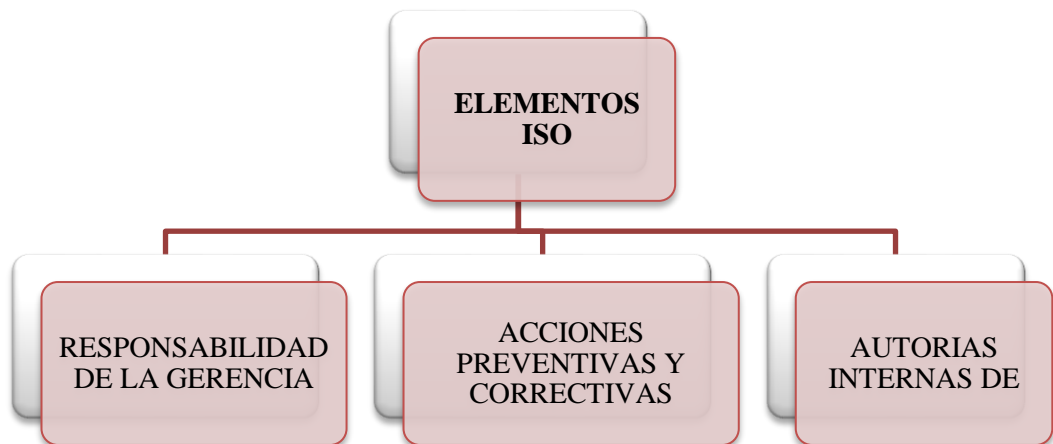 ELEMENTOS
ISO
RESPONSABILIDAD
DE LA GERENCIA
ACCIONES
PREVENTIVAS Y
CORRECTIVAS
AUTORIAS
INTERNAS DE